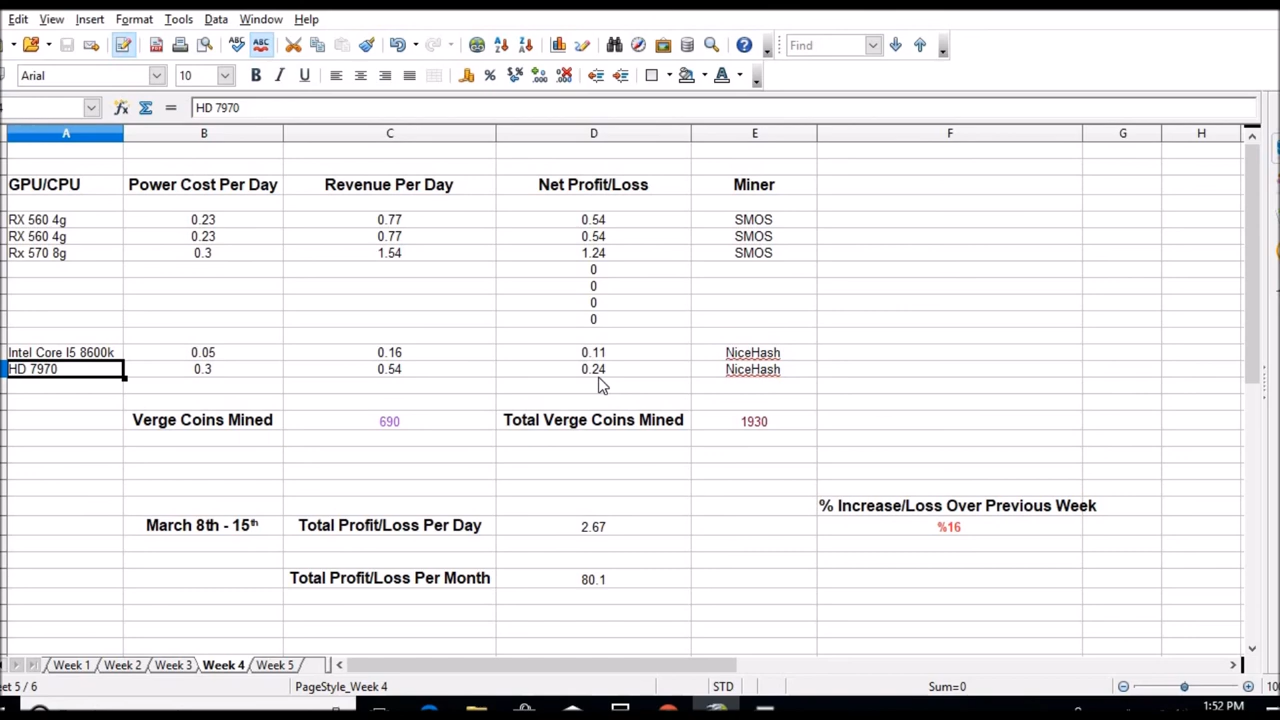 Edit View Insert Format Tools Data Window Help
Find
Arial 10 B I U
HD 7970
A B C D E F G H
GPU/CPU Power Cost Per Day Revenue Per Day Net Profit/Loss Miner
RX 560 4g 0.23 0.77 0.54 SMOS
RX 560 4g 0.23 0.77 0.54 SMOS
Rx 570 8g 0.3 1.54 1.24 SMOS
0
0
0
0
Intel Core I5 8600k 0.05 0.16 0.11 NiceHash
HD 7970 0.3 0.54 0.24 NiceHash
Verge Coins Mined 690 Total Verge Coins Mined 1930
% Increase/Loss Over Previous Week
March 8th - 15th Total Profit/Loss Per Day 2.67 %16
Total Profit/Loss Per Month 80.1
Week 1 Week 2 Week 3 Week 4 Week 5
5 / 6 PageStyle_Week 4 STD Sum=0
1:52 PM